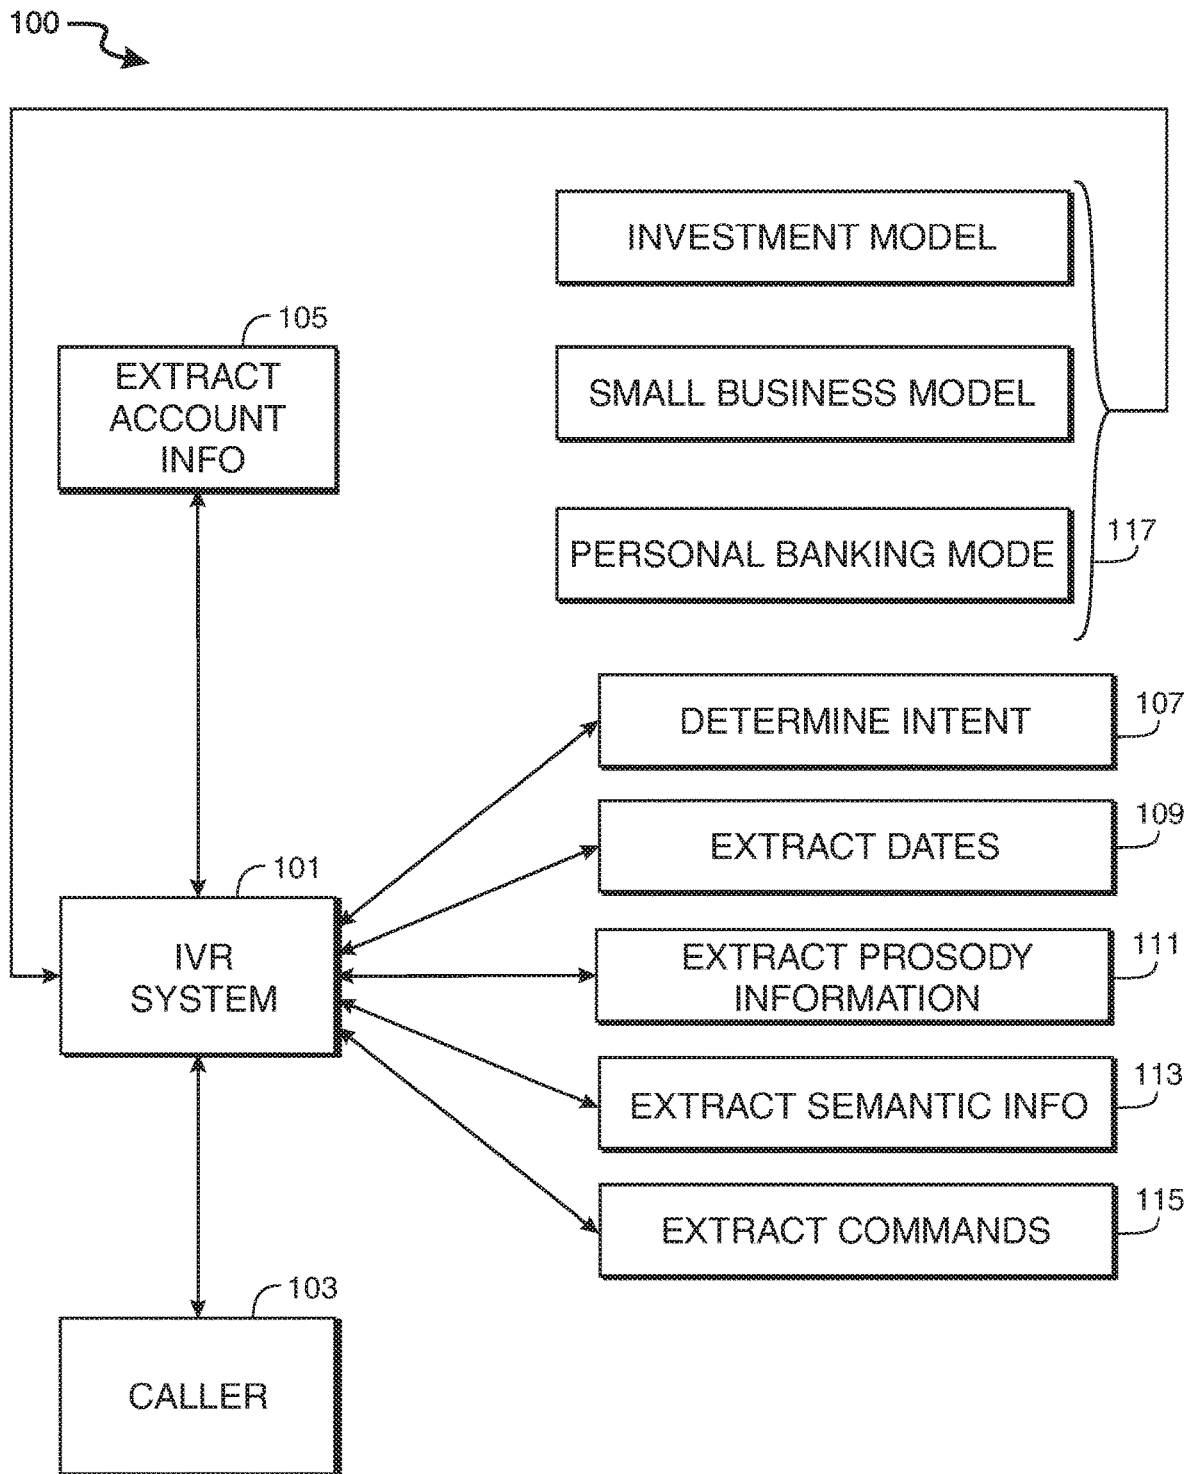 100
INVESTMENT MODEL
105
EXTRACT
ACCOUNT
INFO
SMALL BUSINESS MODEL
PERSONAL BANKING MODE
117
DETERMINE INTENT
107
EXTRACT DATES
109
101
IVR
SYSTEM
EXTRACT PROSODY
INFORMATION
111
EXTRACT SEMANTIC INFO
113
EXTRACT COMMANDS
115
103
CALLER